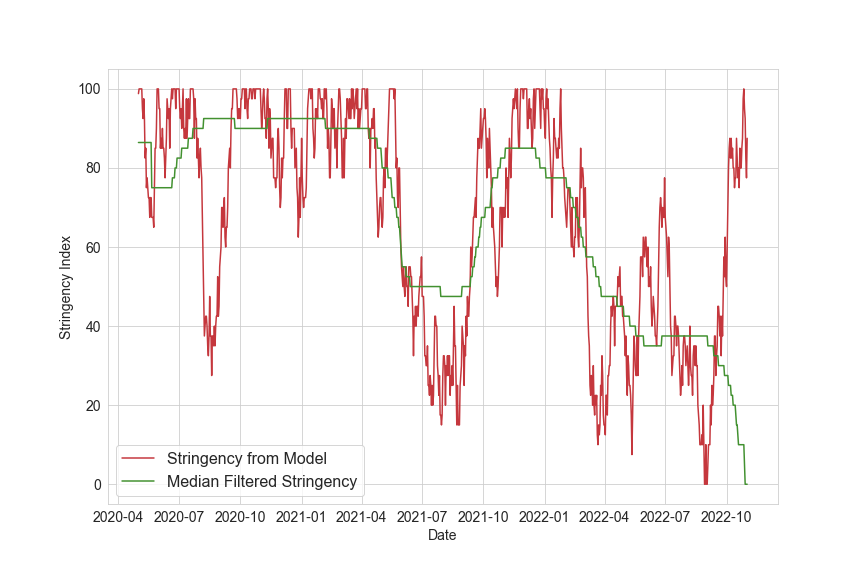 100
80
60
40
20
0
Stringency Index
Stringency from Model
Median Filtered Stringency
2020-04 2020-07 2020-10 2021-01 2021-04 2021-07 2021-10 2022-01 2022-04 2022-07 2022-10
Date